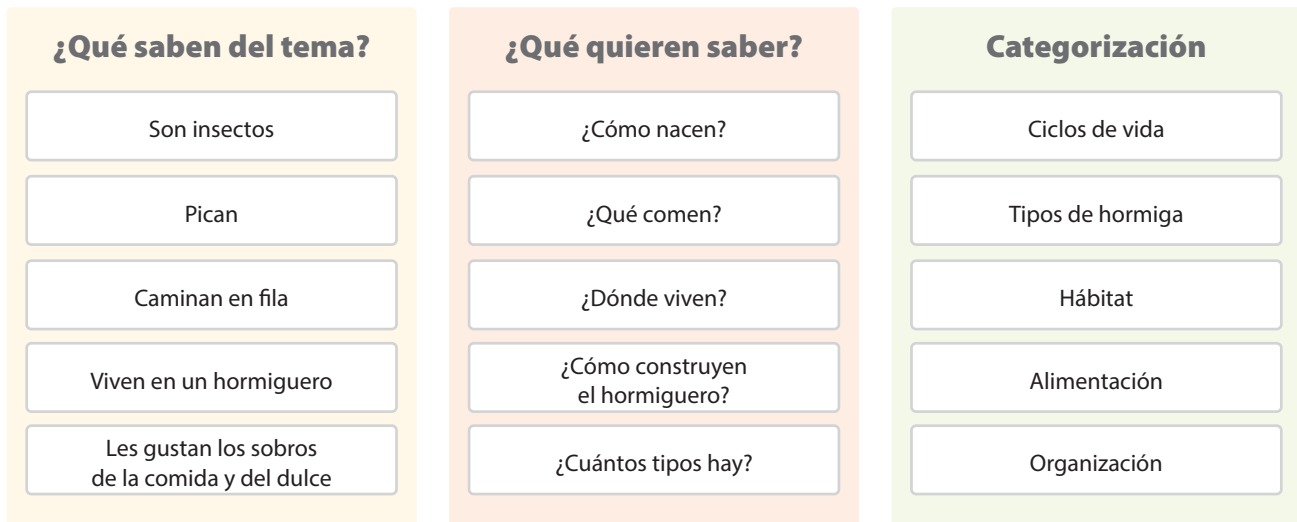 ¿Qué saben del tema?
Son insectos
Pican
Caminan en fila
Viven en un hormiguero
Les gustan los sobros
de la comida y del dulce
¿Qué quieren saber?
¿Cómo nacen?
¿Qué comen?
¿Dónde viven?
¿Cómo construyen
el hormiguero?
¿Cuántos tipos hay?
Categorización
Ciclos de vida
Tipos de hormiga
Hábitat
Alimentación
Organización